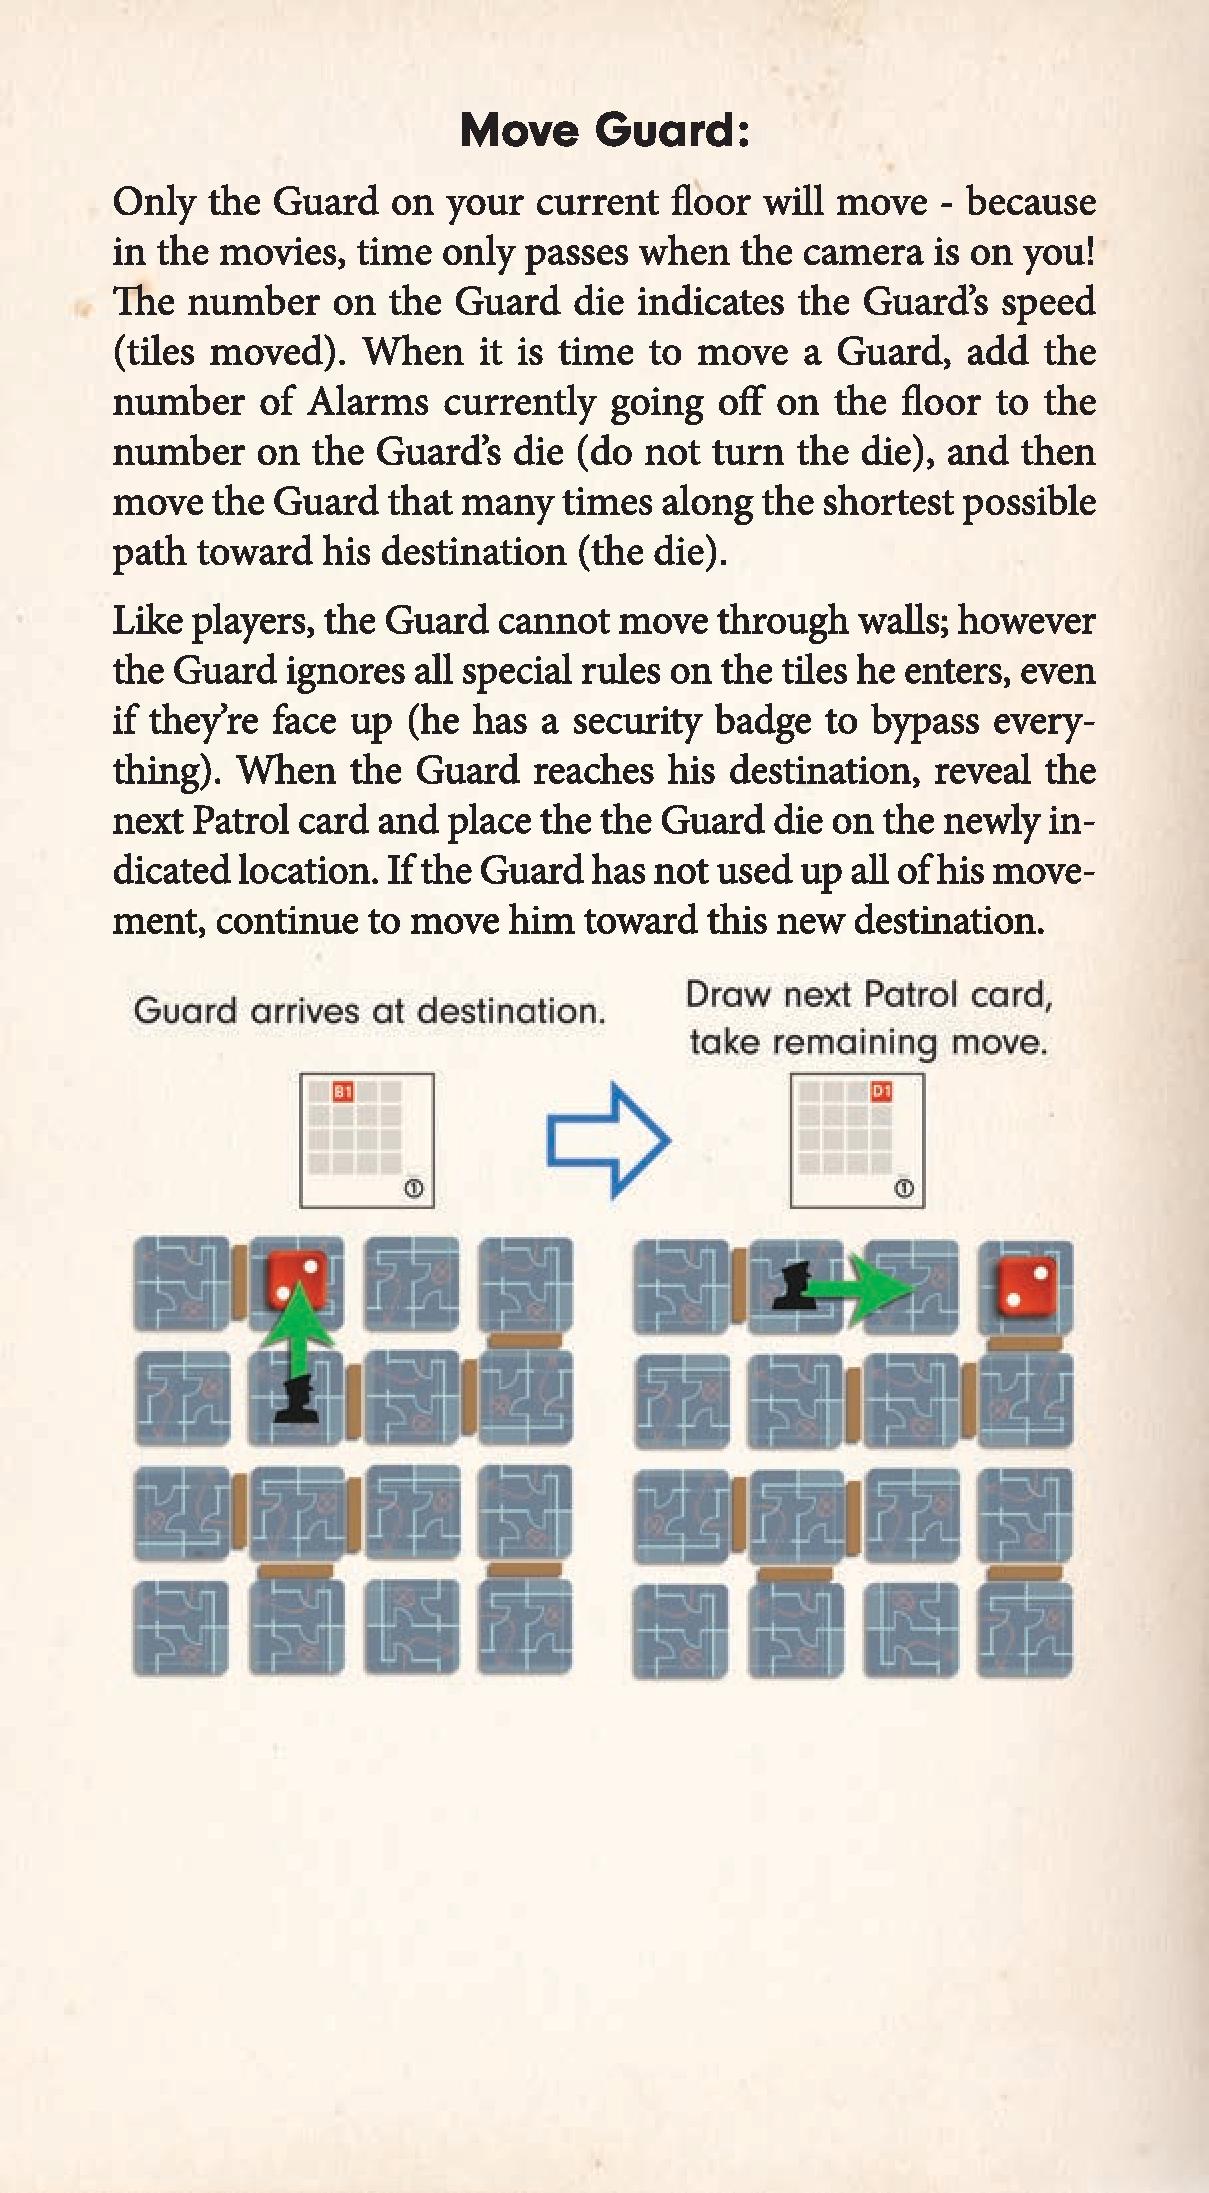 Move Guard:
Only the Guard on your current floor will move - because
in the movies, time only passes when the camera is on you!
The number on the Guard die indicates the Guard's speed
(tiles moved). When it is time to move a Guard, add the
number of Alarms currently going off on the floor to the
number on the Guard's die (do not turn the die), and then
move the Guard that many times along the shortest possible
path toward his destination (the die).
Like players, the Guard cannot move through walls; however
the Guard ignores all special rules on the tiles he enters, even
if they're face up (he has a security badge to bypass every-
thing). When the Guard reaches his destination, reveal the
next Patrol card and place the the Guard die on the newly in-
dicated location. If the Guard has not used up all of his move-
ment, continue to move him toward this new destination.
Guard arrives at destination.
Draw next Patrol card,
take remaining move.
B1
①
D1
①